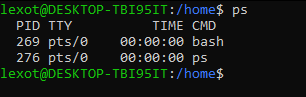 lexot@DESKTOP-TBI95IT:/home$ ps
  PID TTY          TIME CMD
  269 pts/0    00:00:00 bash
  276 pts/0    00:00:00 ps
lexot@DESKTOP-TBI95IT:/home$